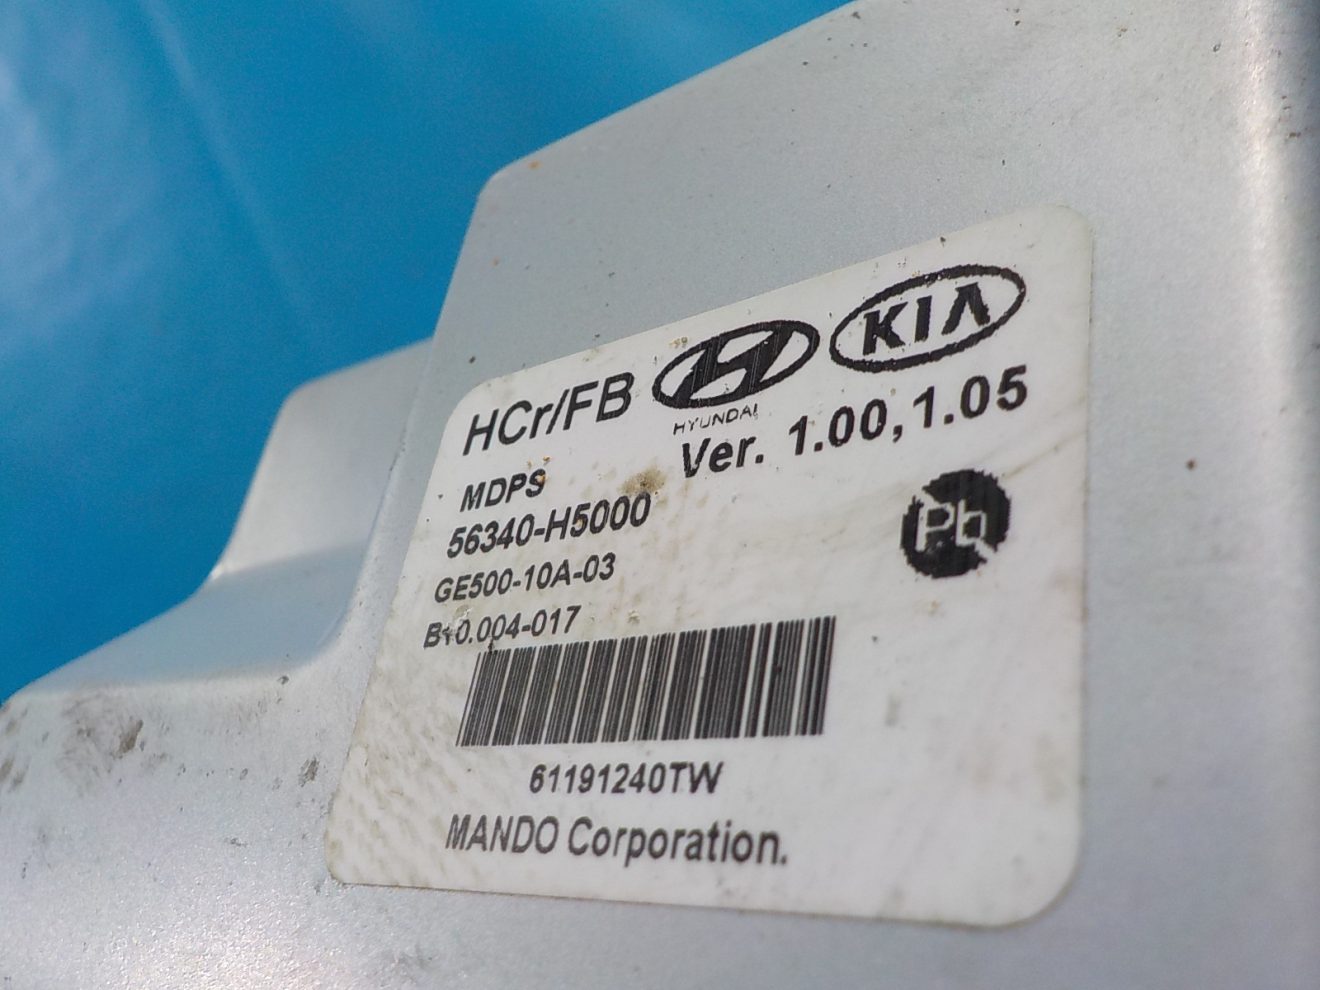 HCr/FB
HYUNDAI
KIA
Ver. 1.00,1.05
MDPS
56340-H5000
Pb
GE500-10A-03
B10.004-017
61191240TW
MANDO Corporation.